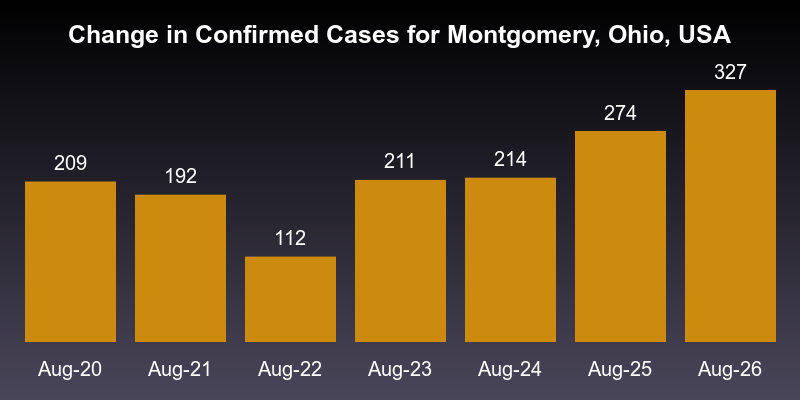 Change in Confirmed Cases for Montgomery, Ohio, USA
209
192
112
211
214
274
327
Aug-20
Aug-21
Aug-22
Aug-23
Aug-24
Aug-25
Aug-26